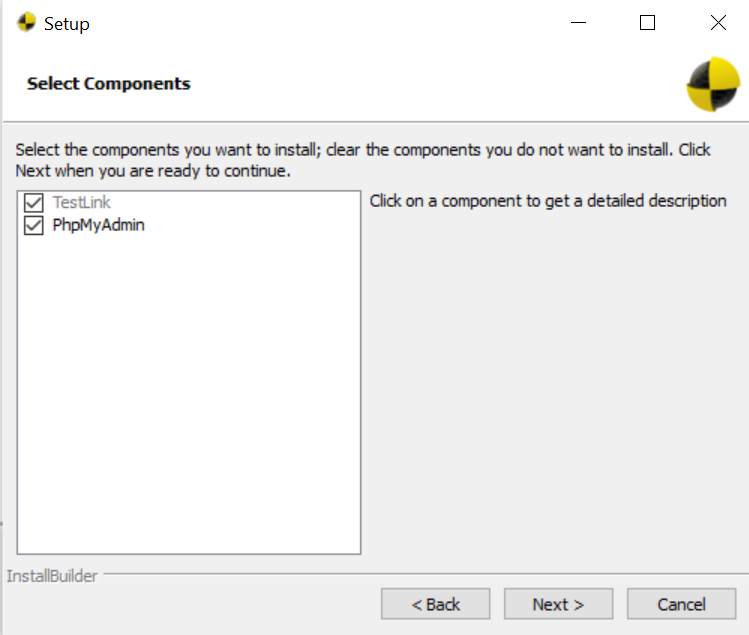 Setup
Select Components
Select the components you want to install; clear the components you do not want to install. Click
Next when you are ready to continue.
TestLink
Click on a component to get a detailed description
PhpMyAdmin
InstallBuilder
< Back
Next >
Cancel